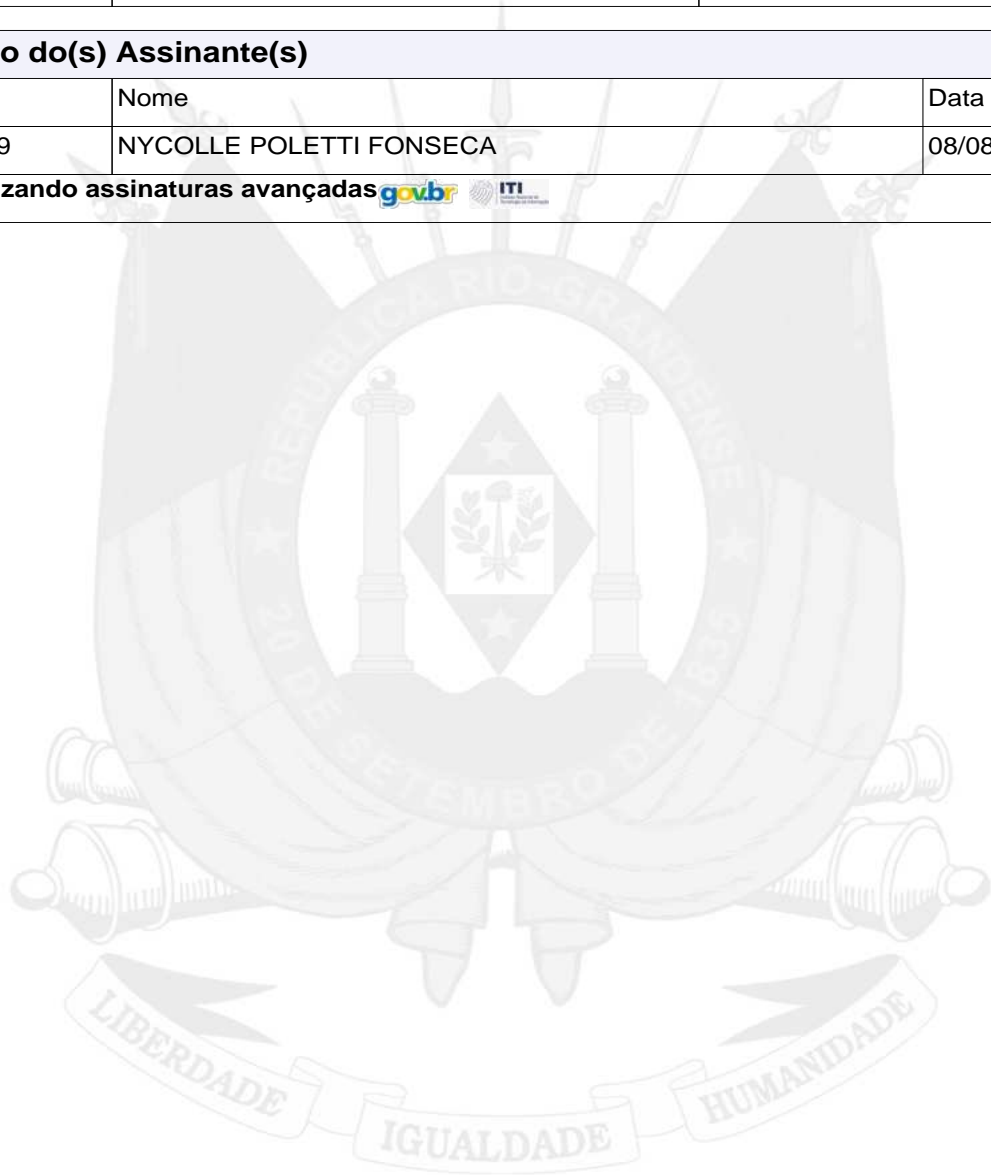 o do(s) Assinante(s)
Nome Data
9 NYCOLLE POLETTI FONSECA 08/08
zando assinaturas avançadas gov.br ITI
REPUBLICA RIO-GRANDENSE
20 DE SETEMBRO DE 1835
LIBERDADE IGUALDADE HUMANIDADE